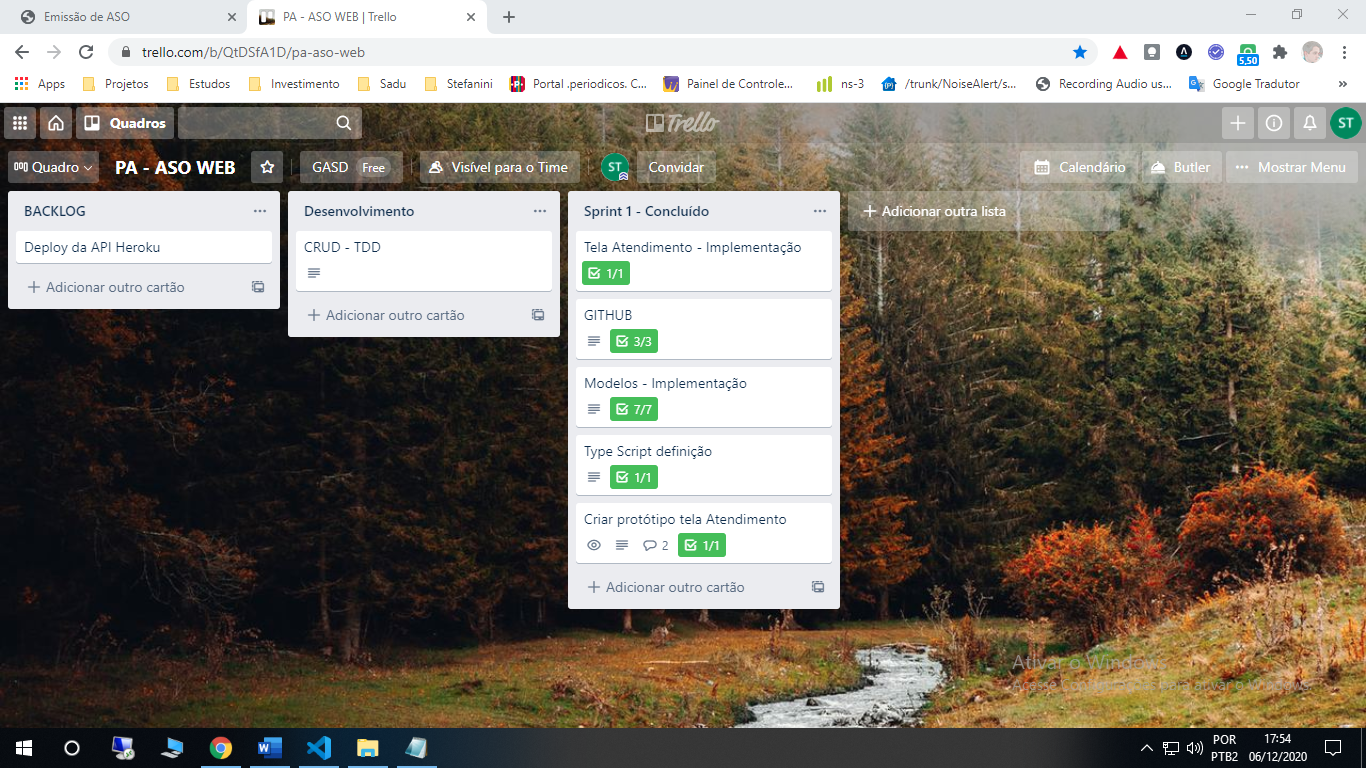 Emissão de ASO
PA - ASO WEB | Trello
trello.com/b/QtDSfA1D/pa-aso-web
5,50
Apps
Projetos
Estudos
Investimento
Sadu
Stefanini
Portal .periodicos. C...
Painel de Controle...
ns-3
/trunk/NoiseAlert/s...
Recording Audio us...
Google Tradutor
»
Quadros
Trello
ST
Quadro
PA - ASO WEB
GASD Free
Visível para o Time
ST
Convidar
Calendário
Butler
Mostrar Menu
BACKLOG
Deploy da API Heroku
Adicionar outro cartão
Desenvolvimento
CRUD - TDD
Adicionar outro cartão
Sprint 1 - Concluído
Tela Atendimento - Implementação
1/1
GITHUB
3/3
Modelos - Implementação
7/7
Type Script definição
1/1
Criar protótipo tela Atendimento
2 1/1
Adicionar outro cartão
Adicionar outra lista
Ativar o Windows
POR
PTB2
17:54
06/12/2020